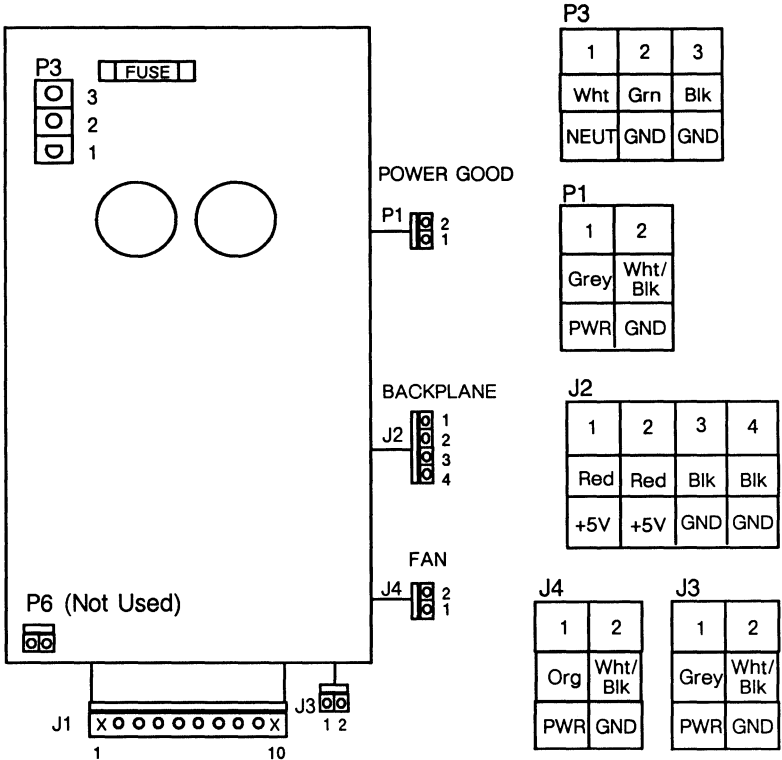 P3
FUSE
3
2
1
POWER GOOD
P1
2
1
BACKPLANE
J2
1
2
3
4
FAN
J4
2
1
P6 (Not Used)
J3
1 2
J1
X X
1 10
P3
1 2 3
Wht Grn Blk
NEUT GND GND
P1
1 2
Grey Wht/
Blk
PWR GND
J2
1 2 3 4
Red Red Blk Blk
+5V +5V GND GND
J4
1 2
Org Wht/
Blk
PWR GND
J3
1 2
Grey Wht/
Blk
PWR GND